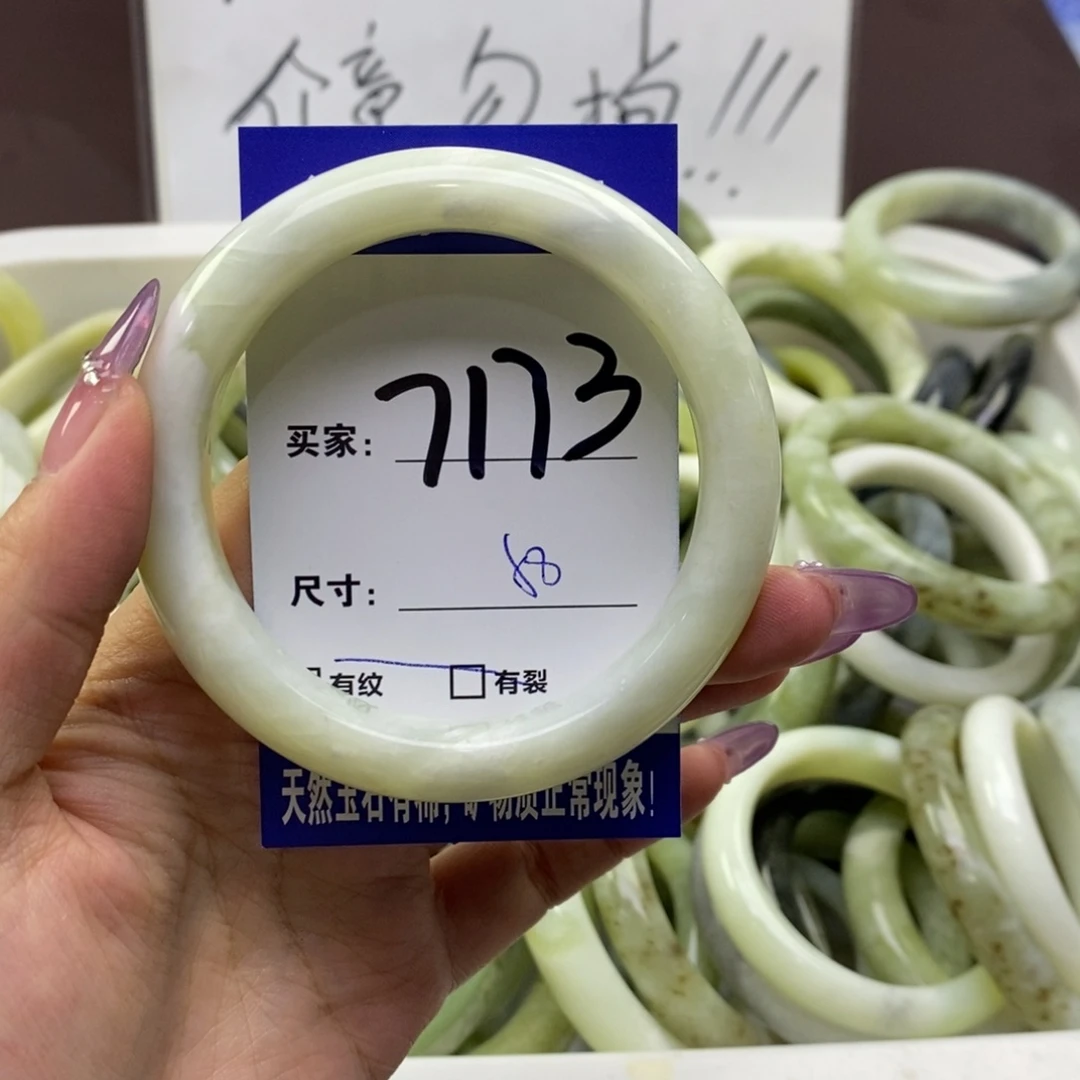 介意勿拍!!!
买家: 7173
尺寸: 58
有纹 有裂
天然玉石有棉,矿物质正常现象!